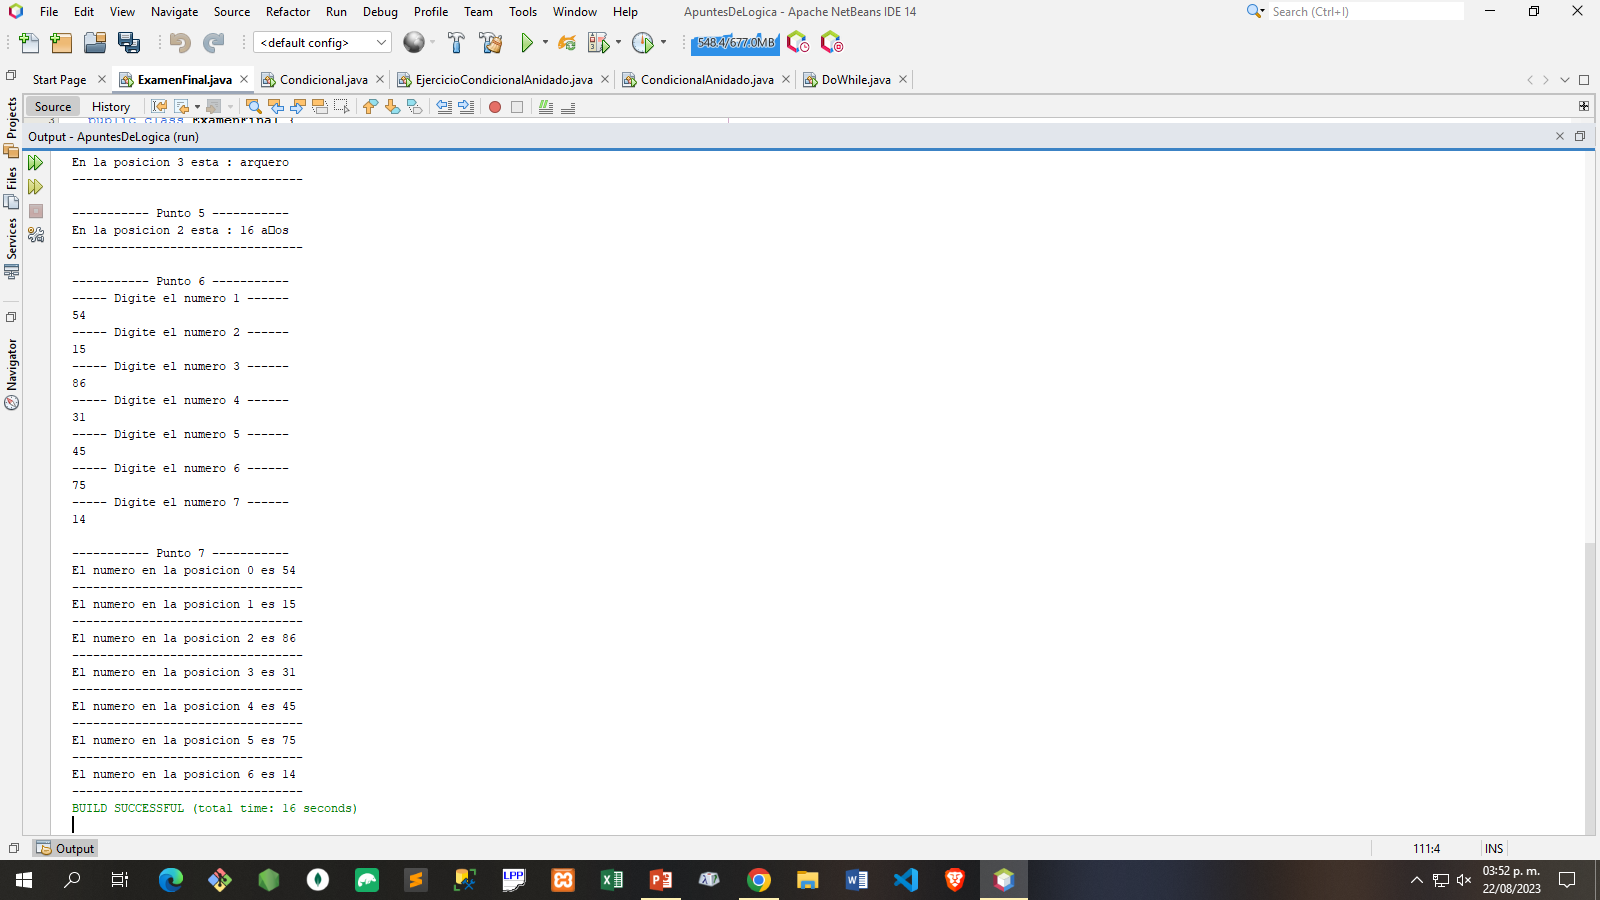 File Edit View Navigate Source Refactor Run Debug Profile Team Tools Window Help ApuntesDeLogica - Apache NetBeans IDE 14 Search (Ctrl+I)
<default config> 548.4/677.0MB
Start Page ExamenFinal.java Condicional.java EjercicioCondicionalAnidado.java CondicionalAnidado.java DoWhile.java
Source History
3 public class ExamenFinal {
Output - ApuntesDeLogica (run)
Projects
Files
Services
Navigator
En la posicion 3 esta : arquero
---------------------------------
----------- Punto 5 -----------
En la posicion 2 esta : 16 a□os
---------------------------------
----------- Punto 6 -----------
----- Digite el numero 1 ------
54
----- Digite el numero 2 ------
15
----- Digite el numero 3 ------
86
----- Digite el numero 4 ------
31
----- Digite el numero 5 ------
45
----- Digite el numero 6 ------
75
----- Digite el numero 7 ------
14
----------- Punto 7 -----------
El numero en la posicion 0 es 54
---------------------------------
El numero en la posicion 1 es 15
---------------------------------
El numero en la posicion 2 es 86
---------------------------------
El numero en la posicion 3 es 31
---------------------------------
El numero en la posicion 4 es 45
---------------------------------
El numero en la posicion 5 es 75
---------------------------------
El numero en la posicion 6 es 14
---------------------------------
BUILD SUCCESSFUL (total time: 16 seconds)
Output 111:4 INS
LPP
03:52 p. m.
22/08/2023